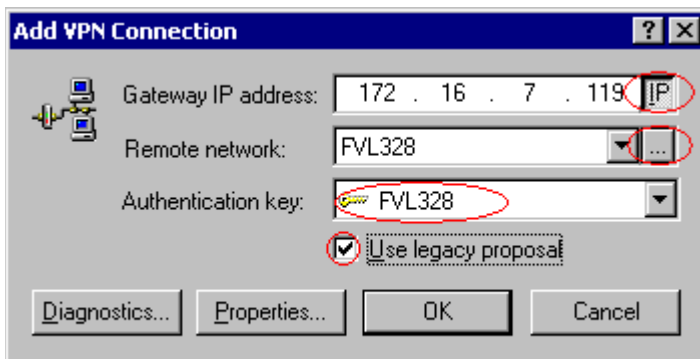 Add VPN Connection ? X
Gateway IP address: 172 . 16 . 7 . 119 IP
Remote network: FVL328 ...
Authentication key: FVL328
Use legacy proposal
Diagnostics... Properties... OK Cancel